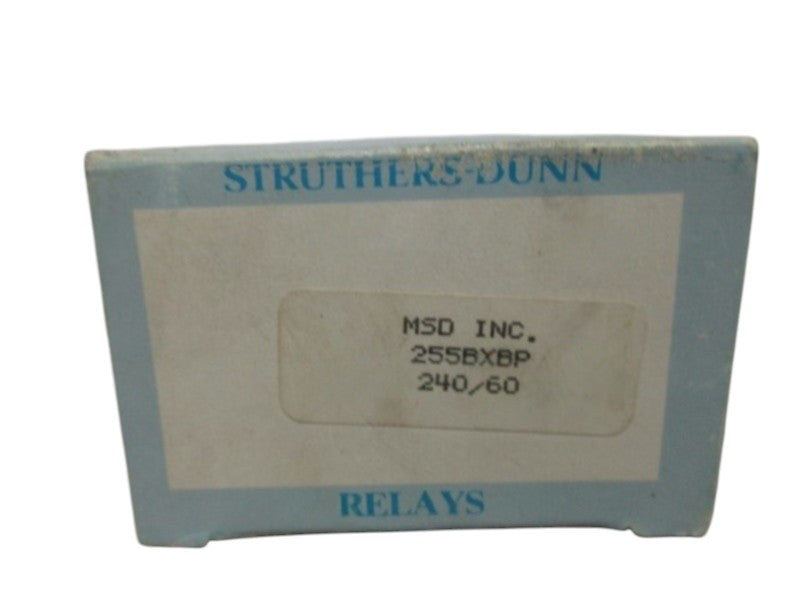 STRUTHERS-DUNN
MSD INC.
255BXBP
240/60
RELAYS